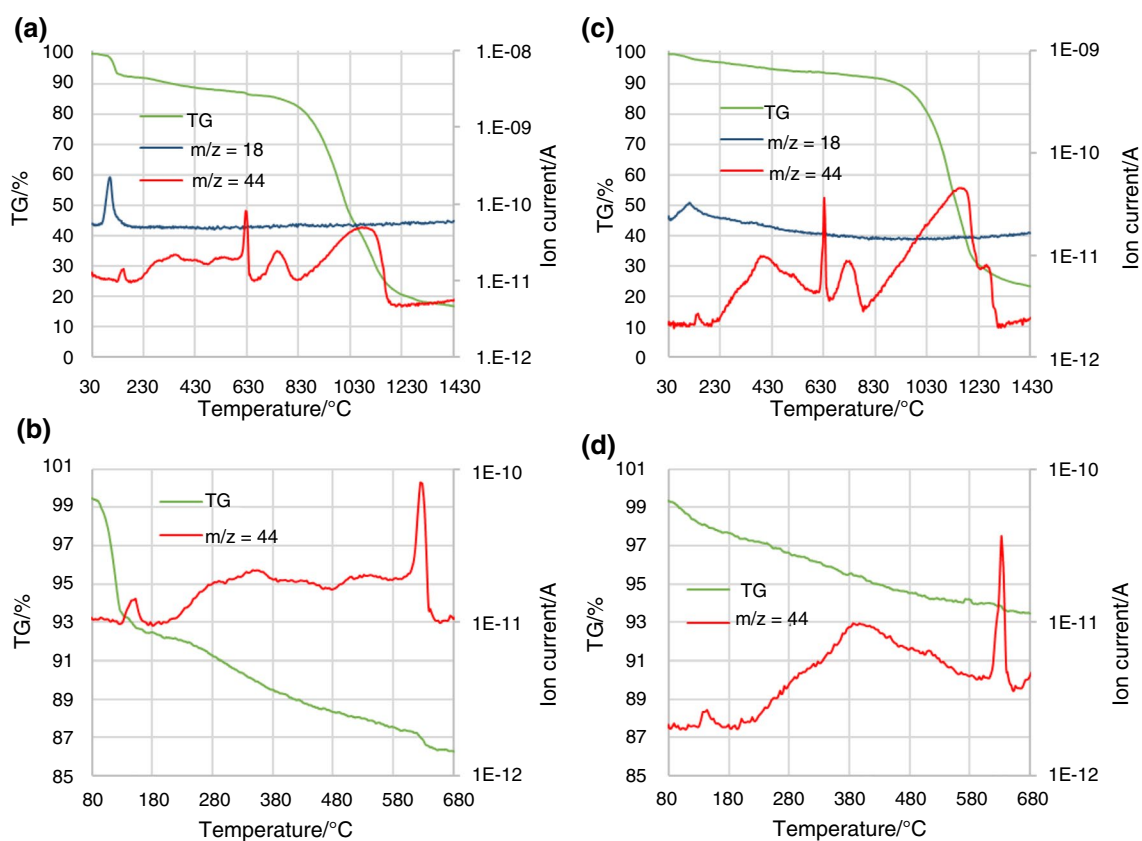 (a)
100
90
80
70
60
50
40
30
20
10
0
TG/%
TG
m/z = 18
m/z = 44
1.E-08
1.E-09
1.E-10
1.E-11
1.E-12
Ion current/A
30 230 430 630 830 1030 1230 1430
Temperature/°C
(c)
100
90
80
70
60
50
40
30
20
10
0
TG/%
TG
m/z = 18
m/z = 44
1E-09
1E-10
1E-11
1E-12
Ion current/A
30 230 430 630 830 1030 1230 1430
Temperature/°C
(b)
101
99
97
95
93
91
89
87
85
TG/%
TG
m/z = 44
1E-10
1E-11
1E-12
Ion current/A
80 180 280 380 480 580 680
Temperature/°C
(d)
101
99
97
95
93
91
89
87
85
TG/%
TG
m/z = 44
1E-10
1E-11
1E-12
Ion current/A
80 180 280 380 480 580 680
Temperature/°C